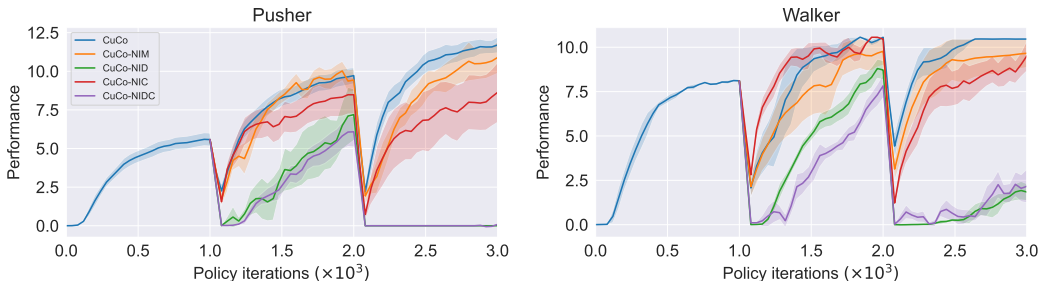 Pusher
12.5
10.0
7.5
5.0
2.5
0.0
Performance
CuCo
CuCo-NIM
CuCo-NID
CuCo-NIC
CuCo-NIDC
0.0 0.5 1.0 1.5 2.0 2.5 3.0
Policy iterations (×10³)
Walker
10.0
7.5
5.0
2.5
0.0
Performance
0.0 0.5 1.0 1.5 2.0 2.5 3.0
Policy iterations (×10³)